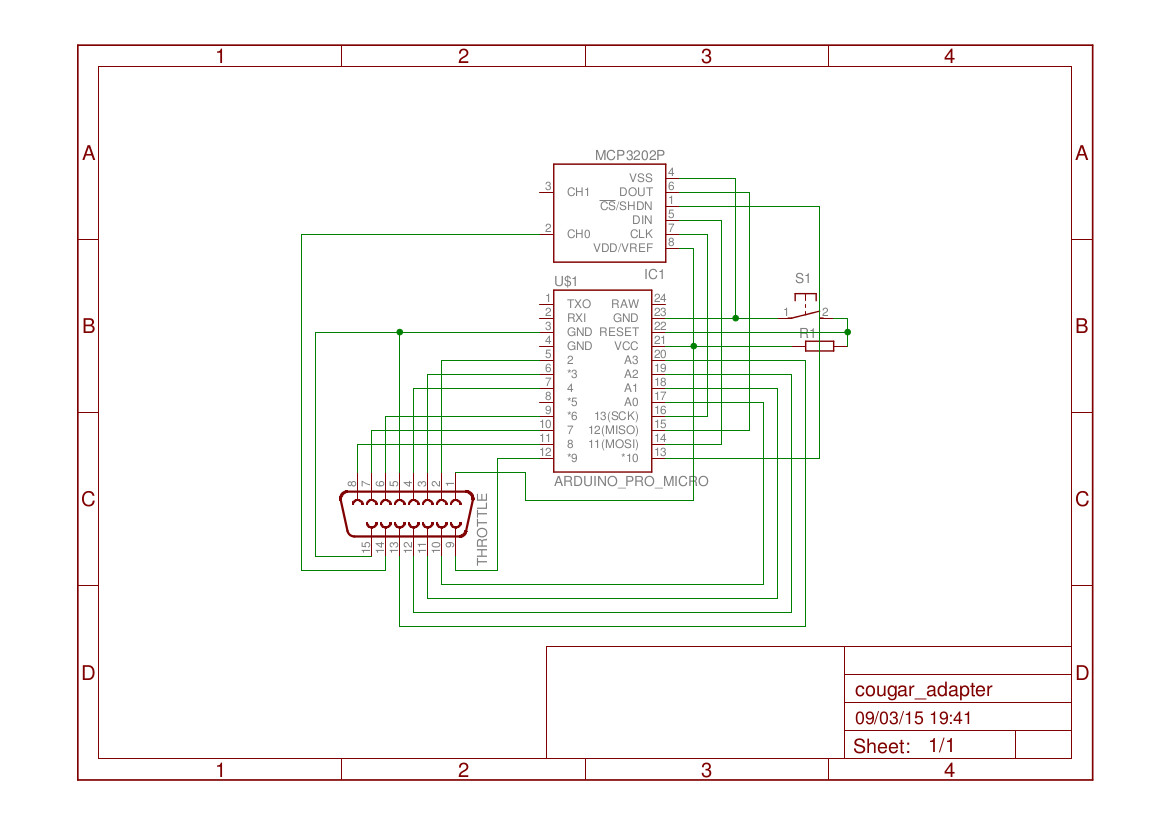 1 2 3 4
A A
MCP3202P
VSS 4
3 CH1 DOUT 6
CS/SHDN 1
DIN 5
2 CH0 CLK 7
VDD/VREF 8
IC1
U$1
S1
1 TXO RAW 24
2 RXI GND 23 1 2
B B
3 GND RESET 22
R1
4 GND VCC 21
5 2 A3 20
6 *3 A2 19
7 4 A1 18
8 *5 A0 17
9 *6 13(SCK) 16
10 7 12(MISO) 15
11 8 11(MOSI) 14
12 *9 *10 13
ARDUINO_PRO_MICRO
8 7 6 5 4 3 2 1
C C
THROTTLE
15 14 13 12 11 10 9
D D
cougar_adapter
09/03/15 19:41
Sheet: 1/1
1 2 3 4